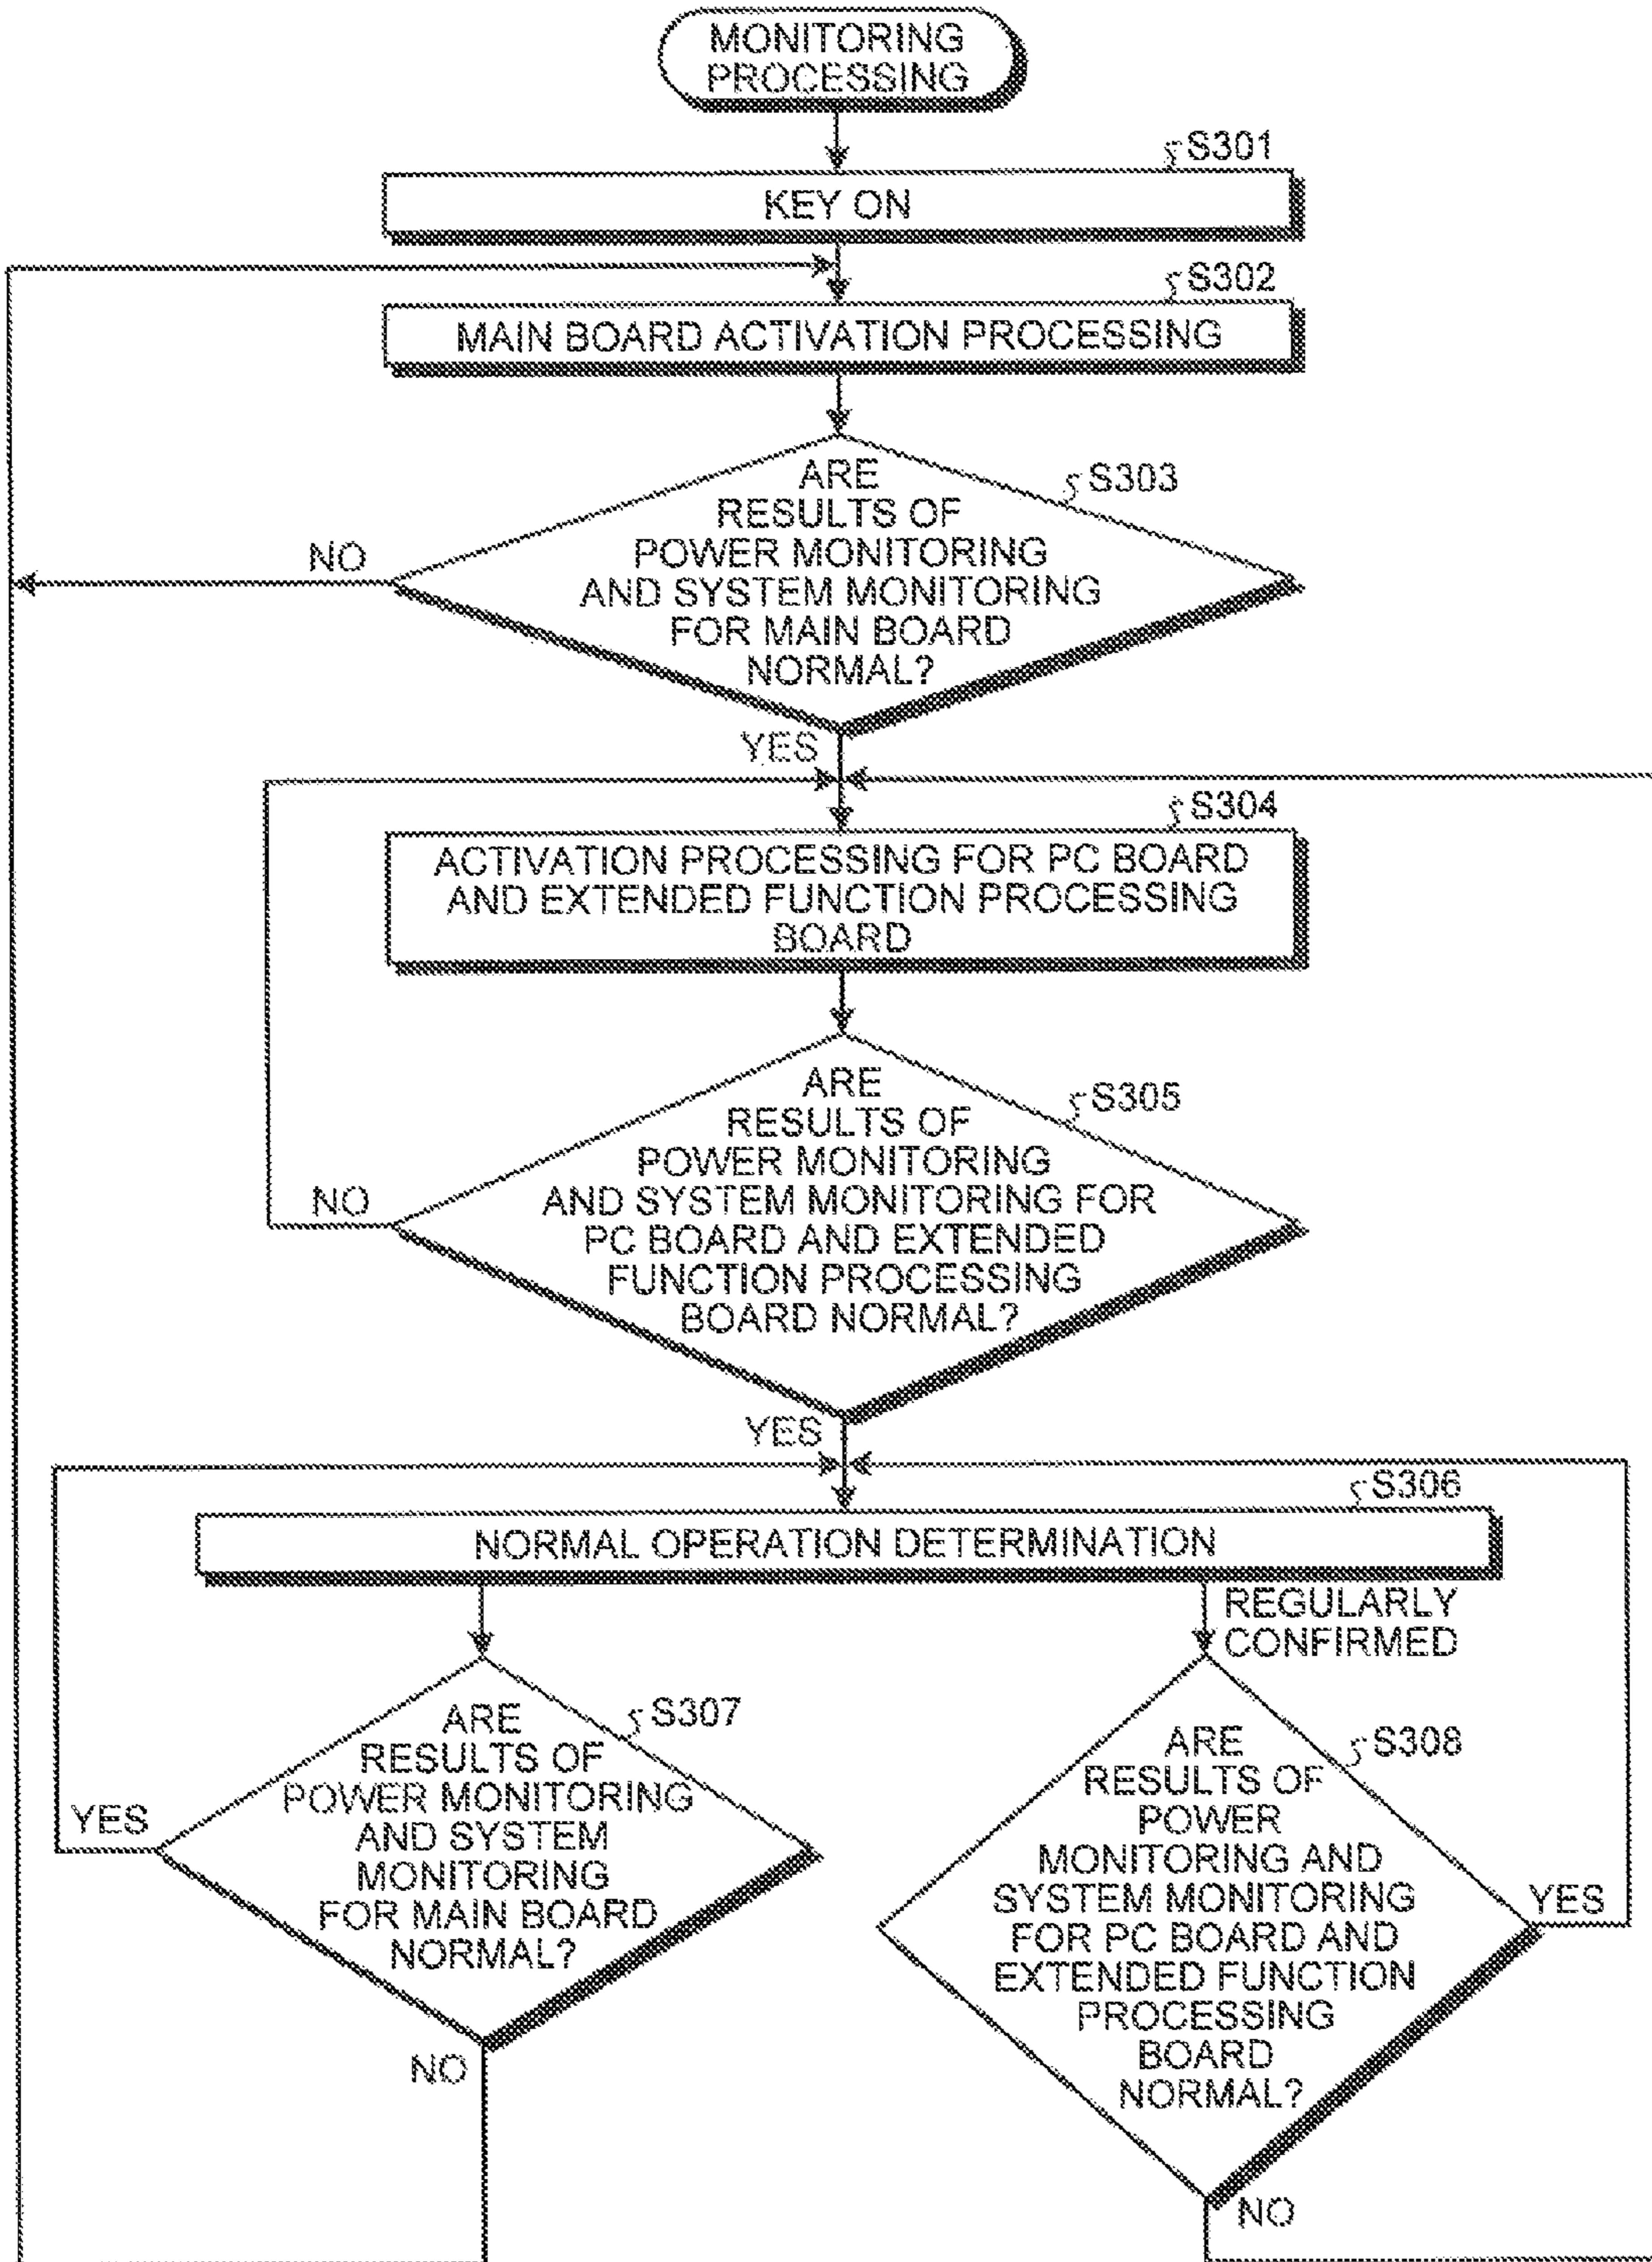 MONITORING
PROCESSING
S301
KEY ON
S302
MAIN BOARD ACTIVATION PROCESSING
S303
ARE
RESULTS OF
POWER MONITORING
AND SYSTEM MONITORING
FOR MAIN BOARD
NORMAL?
NO
YES
S304
ACTIVATION PROCESSING FOR PC BOARD
AND EXTENDED FUNCTION PROCESSING
BOARD
S305
ARE
RESULTS OF
POWER MONITORING
AND SYSTEM MONITORING FOR
PC BOARD AND EXTENDED
FUNCTION PROCESSING
BOARD NORMAL?
NO
YES
S306
NORMAL OPERATION DETERMINATION
REGULARLY
CONFIRMED
S307
ARE
RESULTS OF
POWER MONITORING
AND SYSTEM
MONITORING
FOR MAIN BOARD
NORMAL?
YES
NO
S308
ARE
RESULTS OF
POWER
MONITORING AND
SYSTEM MONITORING
FOR PC BOARD AND
EXTENDED FUNCTION
PROCESSING
BOARD
NORMAL?
YES
NO